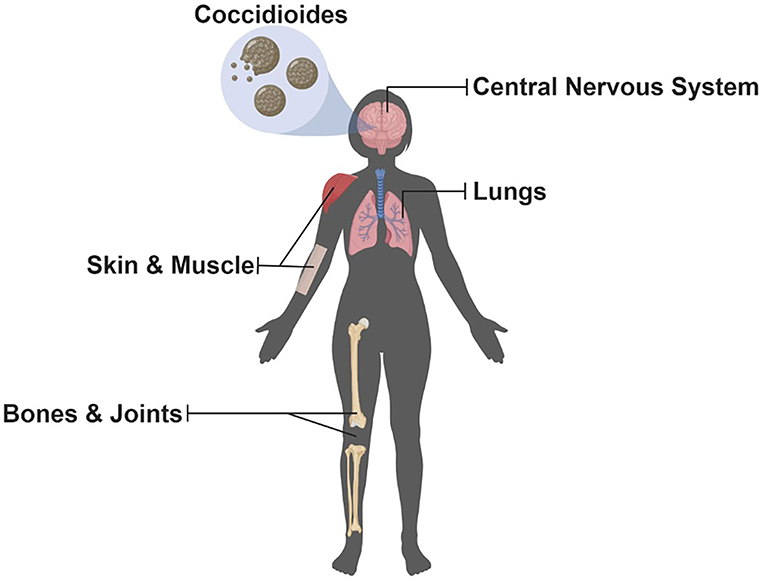 Coccidioides
Central Nervous System
Lungs
Skin & Muscle
Bones & Joints